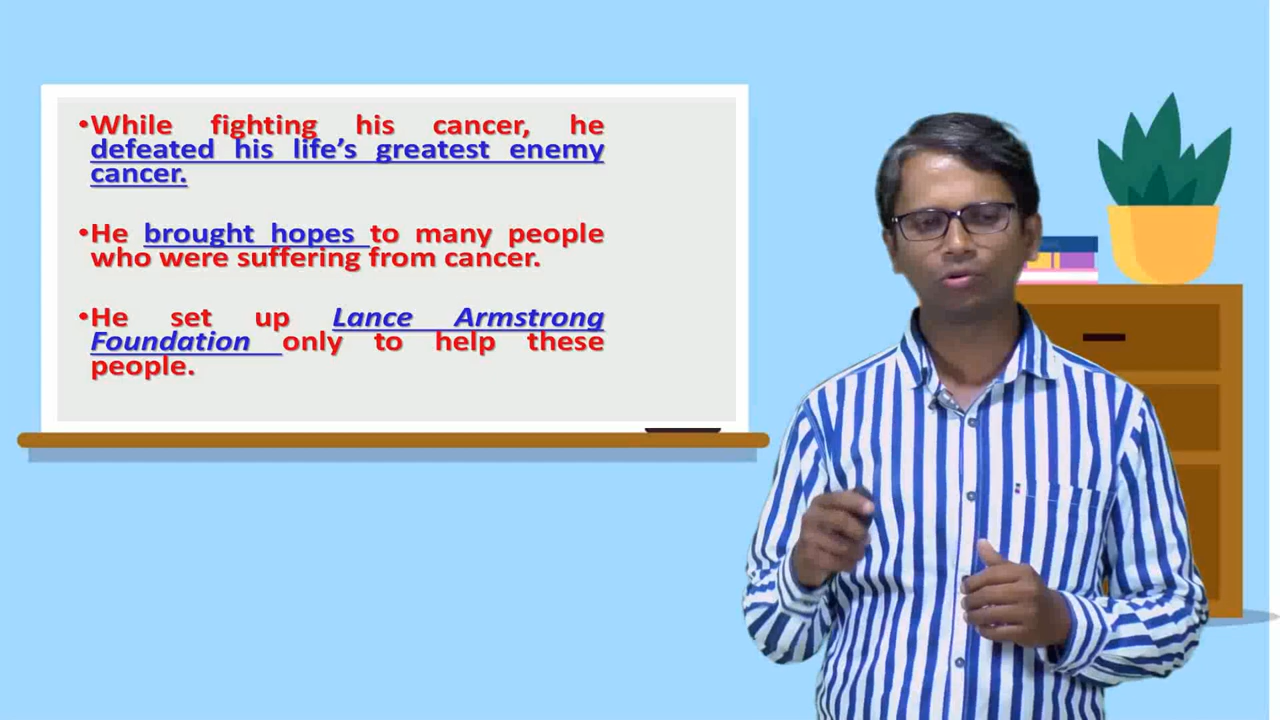 •While fighting his cancer, he
defeated his life’s greatest enemy
cancer.
•He brought hopes to many people
who were suffering from cancer.
•He set up Lance Armstrong
Foundation only to help these
people.